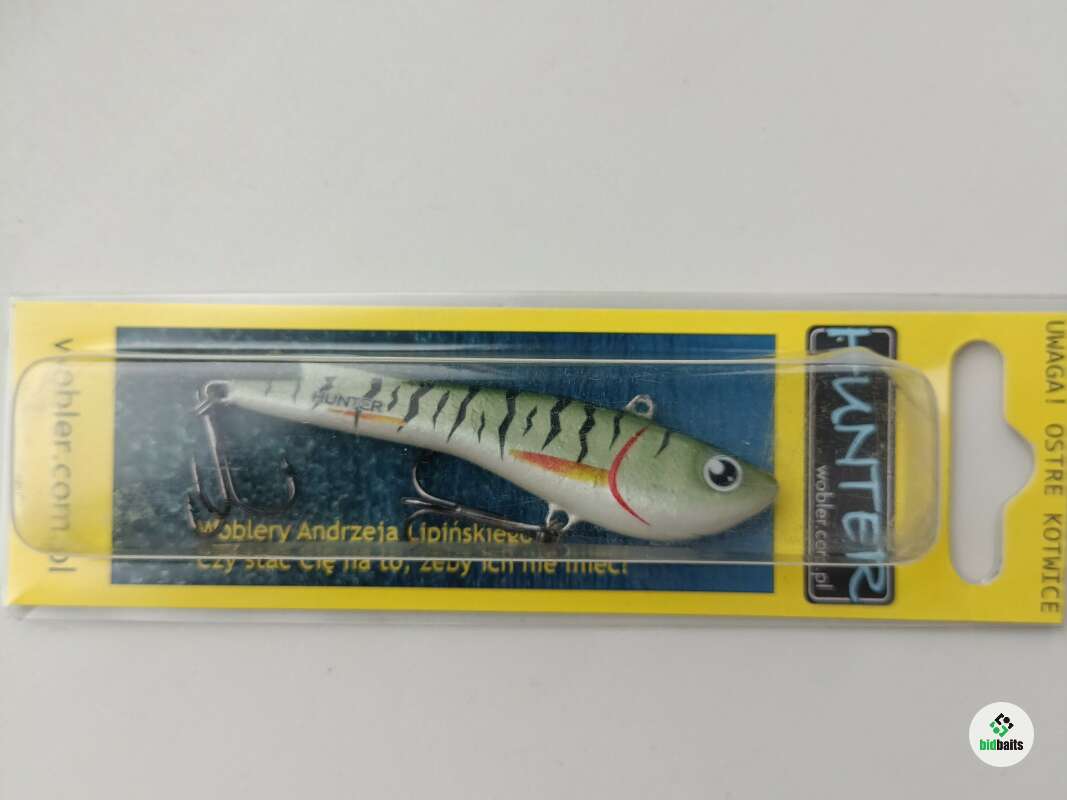 wobler.com.pl
HUNTER
Woblery Andrzeja Lipińskiego
Czy stać Cię na to, żeby ich nie mieć!
HUNTER
wobler.com.pl
UWAGA! OSTRE KOTWICE
bidbaits